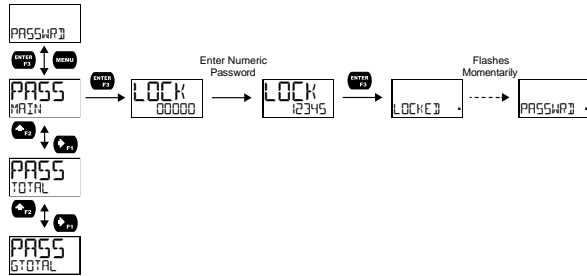 PASSWRD
ENTER
F3
MENU
PASS
MAIN
ENTER
F3
LOCK
00000
Enter Numeric
Password
LOCK
12345
ENTER
F3
LOCKED
Flashes
Momentarily
PASSWRD
F2
F1
PASS
TOTAL
F2
F1
PASS
GTOTAL